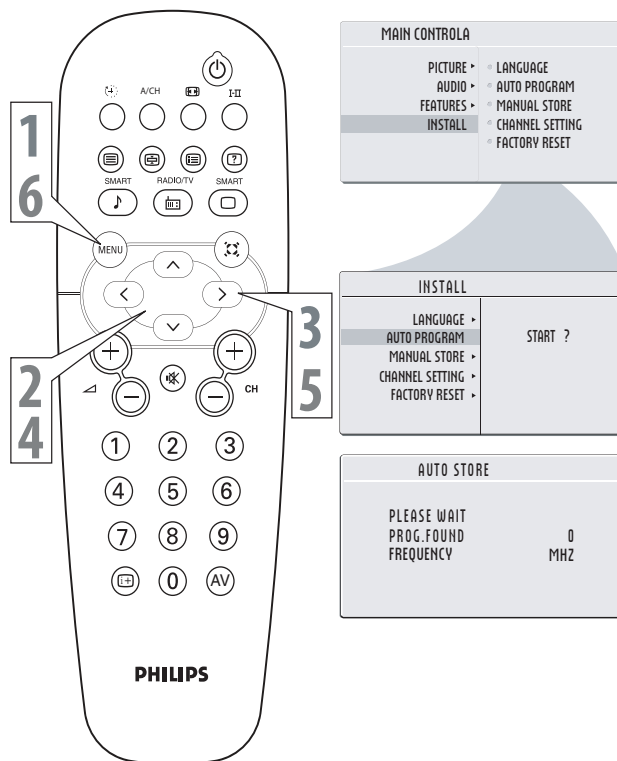 A/CH
I-II
SMART
RADIO/TV
SMART
MENU
1
6
2
4
3
5
CH
1 2 3
4 5 6
7 8 9
i+ 0 AV
PHILIPS
MAIN CONTROLA
PICTURE
AUDIO
FEATURES
INSTALL
LANGUAGE
AUTO PROGRAM
MANUAL STORE
CHANNEL SETTING
FACTORY RESET
INSTALL
LANGUAGE
AUTO PROGRAM
MANUAL STORE
CHANNEL SETTING
FACTORY RESET
START ?
AUTO STORE
PLEASE WAIT
PROG.FOUND 0
FREQUENCY MHZ